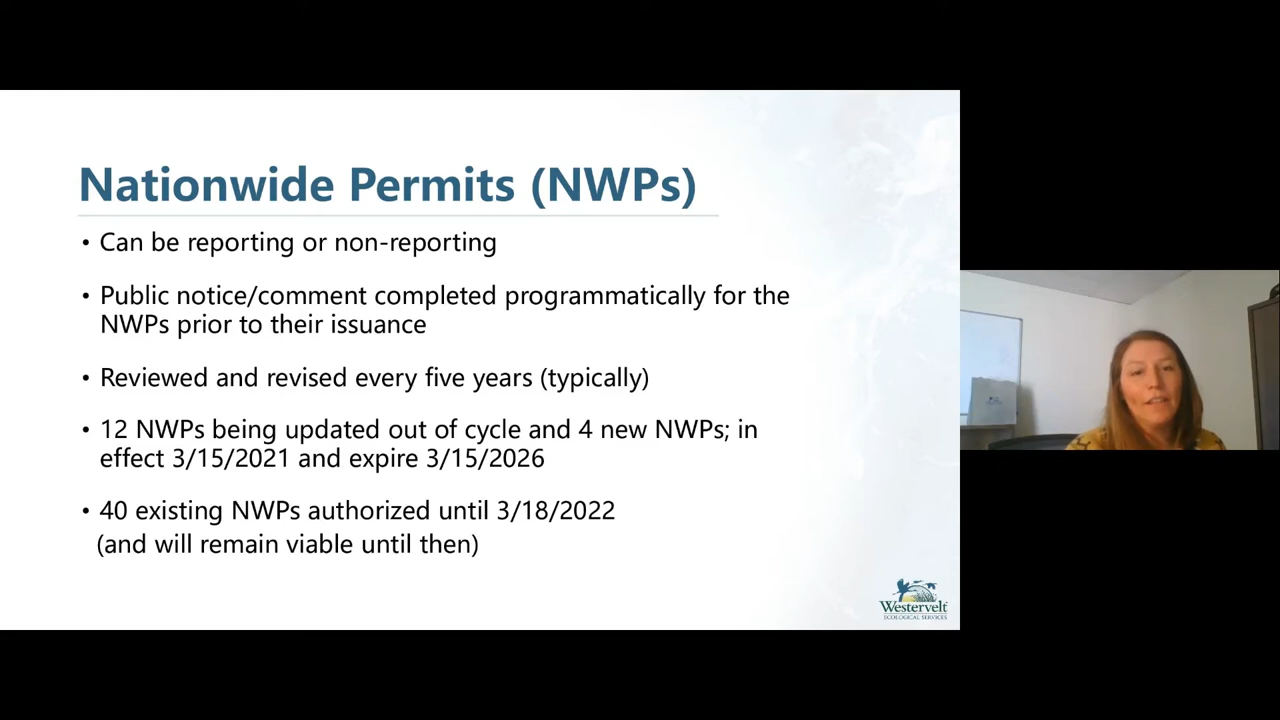 Nationwide Permits (NWPs)
• Can be reporting or non-reporting
• Public notice/comment completed programmatically for the
NWPs prior to their issuance
• Reviewed and revised every five years (typically)
• 12 NWPs being updated out of cycle and 4 new NWPs; in
effect 3/15/2021 and expire 3/15/2026
• 40 existing NWPs authorized until 3/18/2022
(and will remain viable until then)
Westervelt
ECOLOGICAL SERVICES